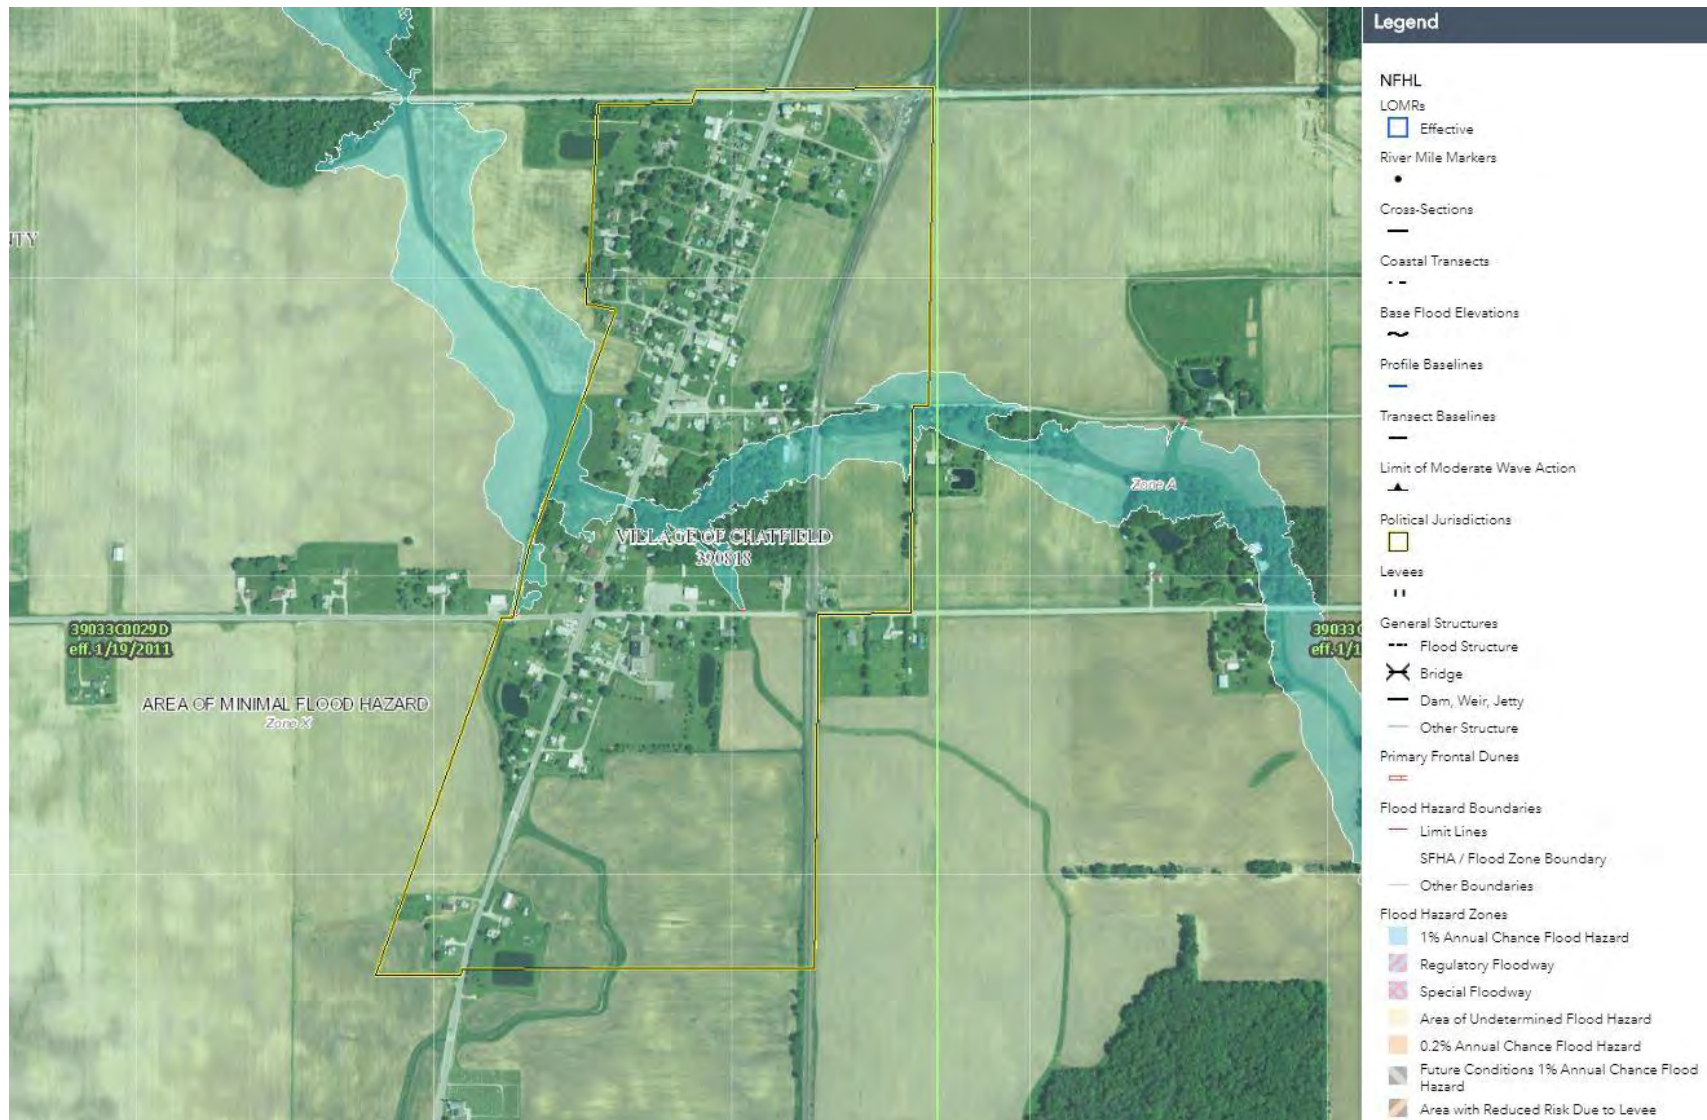 ITY
39033C0029D
eff. 1/19/2011
AREA OF MINIMAL FLOOD HAZARD
Zone X
VILLAGE OF CHATFIELD
390818
Zone A
39033C
eff. 1/1
Legend
NFHL
LOMRs
Effective
River Mile Markers
Cross-Sections
Coastal Transects
Base Flood Elevations
Profile Baselines
Transect Baselines
Limit of Moderate Wave Action
Political Jurisdictions
Levees
General Structures
Flood Structure
Bridge
Dam, Weir, Jetty
Other Structure
Primary Frontal Dunes
Flood Hazard Boundaries
Limit Lines
SFHA / Flood Zone Boundary
Other Boundaries
Flood Hazard Zones
1% Annual Chance Flood Hazard
Regulatory Floodway
Special Floodway
Area of Undetermined Flood Hazard
0.2% Annual Chance Flood Hazard
Future Conditions 1% Annual Chance Flood
Hazard
Area with Reduced Risk Due to Levee